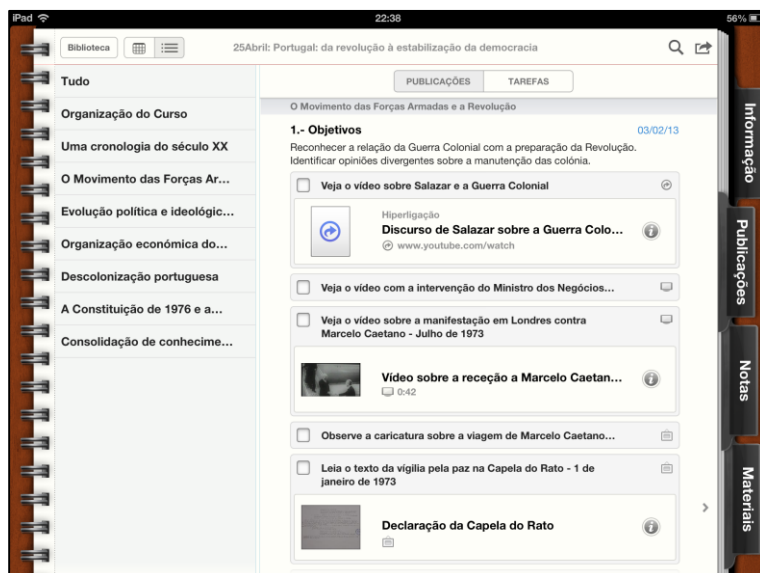 iPad 22:38 56%
Biblioteca 25Abril: Portugal: da revolução à estabilização da democracia
Tudo
Organização do Curso
Uma cronologia do século XX
O Movimento das Forças Ar...
Evolução política e ideológic...
Organização económica do...
Descolonização portuguesa
A Constituição de 1976 e a...
Consolidação de conhecime...
PUBLICAÇÕES TAREFAS
O Movimento das Forças Armadas e a Revolução
1.- Objetivos 03/02/13
Reconhecer a relação da Guerra Colonial com a preparação da Revolução.
Identificar opiniões divergentes sobre a manutenção das colónia.
Veja o vídeo sobre Salazar e a Guerra Colonial
Hiperligação
Discurso de Salazar sobre a Guerra Colo...
www.youtube.com/watch
Veja o vídeo com a intervenção do Ministro dos Negócios...
Veja o vídeo sobre a manifestação em Londres contra
Marcelo Caetano - Julho de 1973
Vídeo sobre a receção a Marcelo Caetan...
0:42
Observe a caricatura sobre a viagem de Marcelo Caetano...
Leia o texto da vígilia pela paz na Capela do Rato - 1 de
janeiro de 1973
Declaração da Capela do Rato
Informação
Publicações
Notas
Materiais